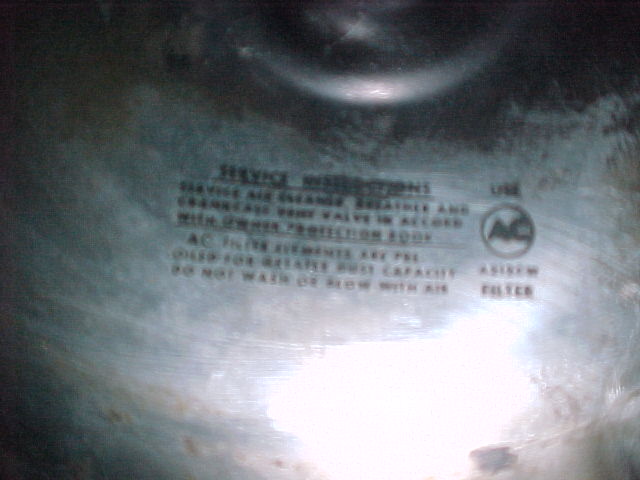 SERVICE INSTRUCTIONS
SERVICE AIR CLEANER BREATHER AND
CRANKCASE VENT VALVE IN ACCORD
WITH OWNER PROTECTION BOOK
AC FILTER ELEMENTS ARE PRE
OILED FOR GREATER DUST CAPACITY
DO NOT WASH OR BLOW WITH AIR
USE
AC
FILTER